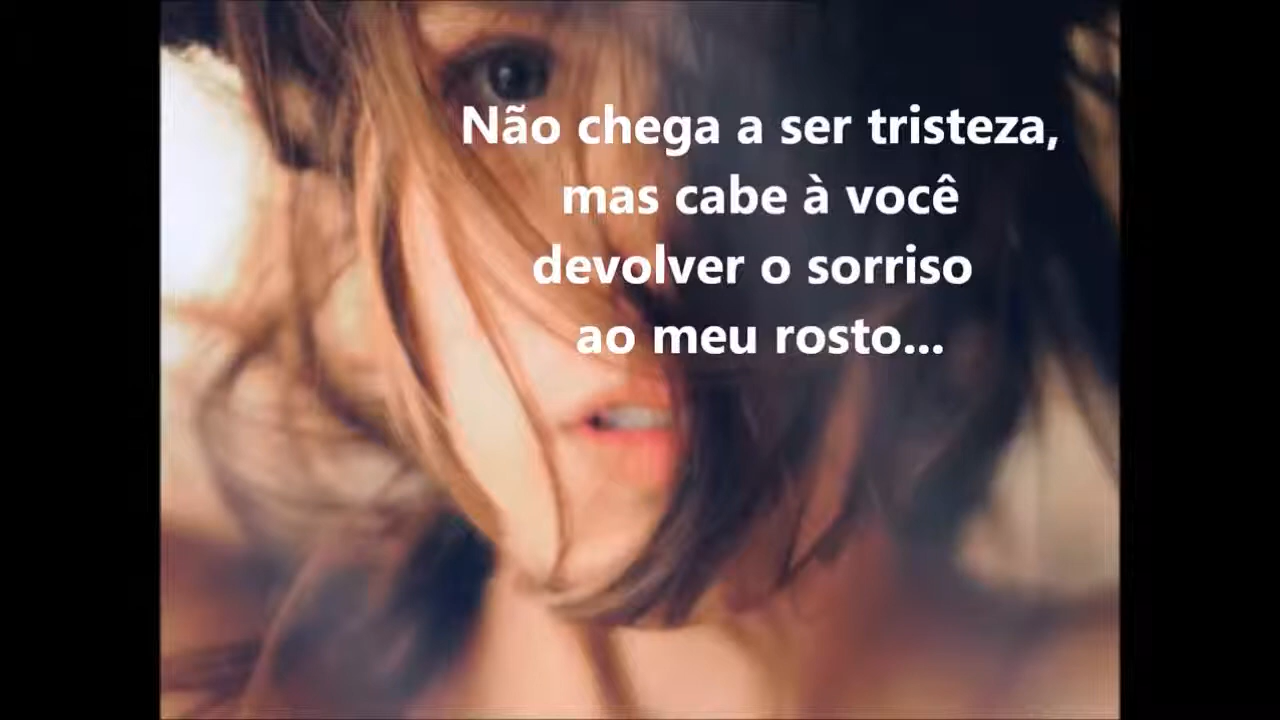 Não chega a ser tristeza,
mas cabe à você
devolver o sorriso
ao meu rosto...